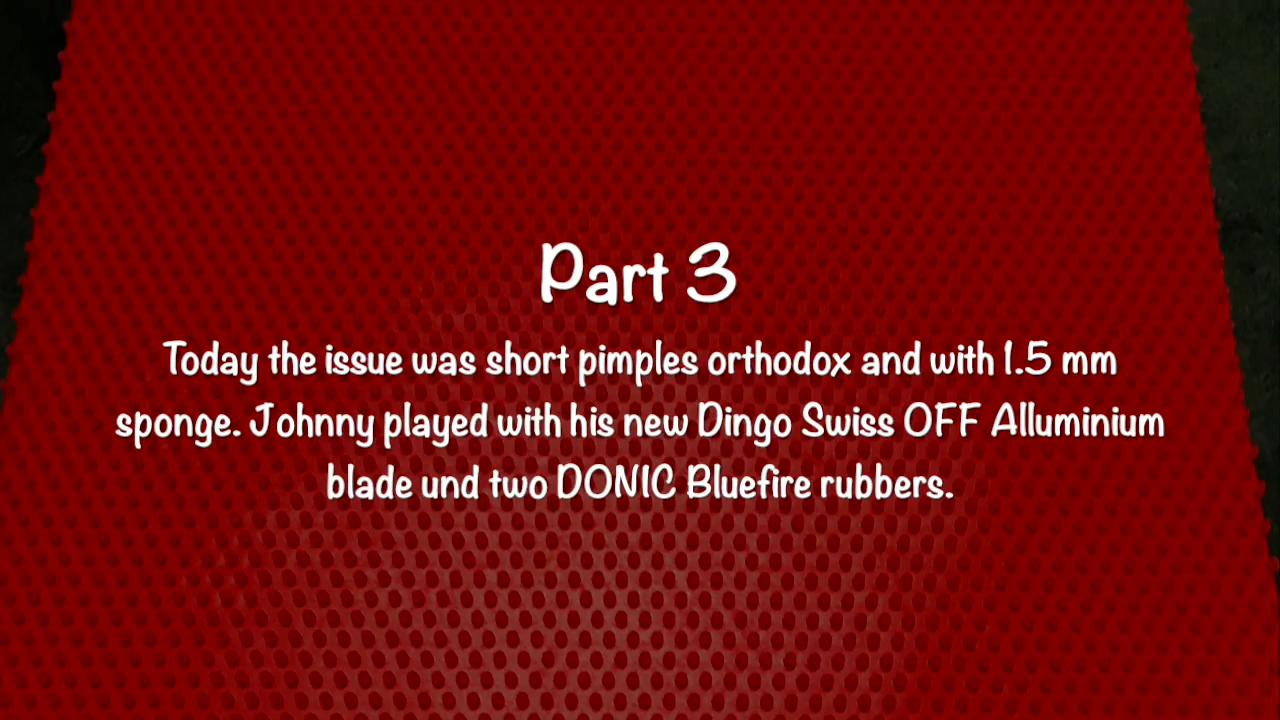 Part 3
Today the issue was short pimples orthodox and with 1.5 mm
sponge. Johnny played with his new Dingo Swiss OFF Alluminium
blade und two DONIC Bluefire rubbers.